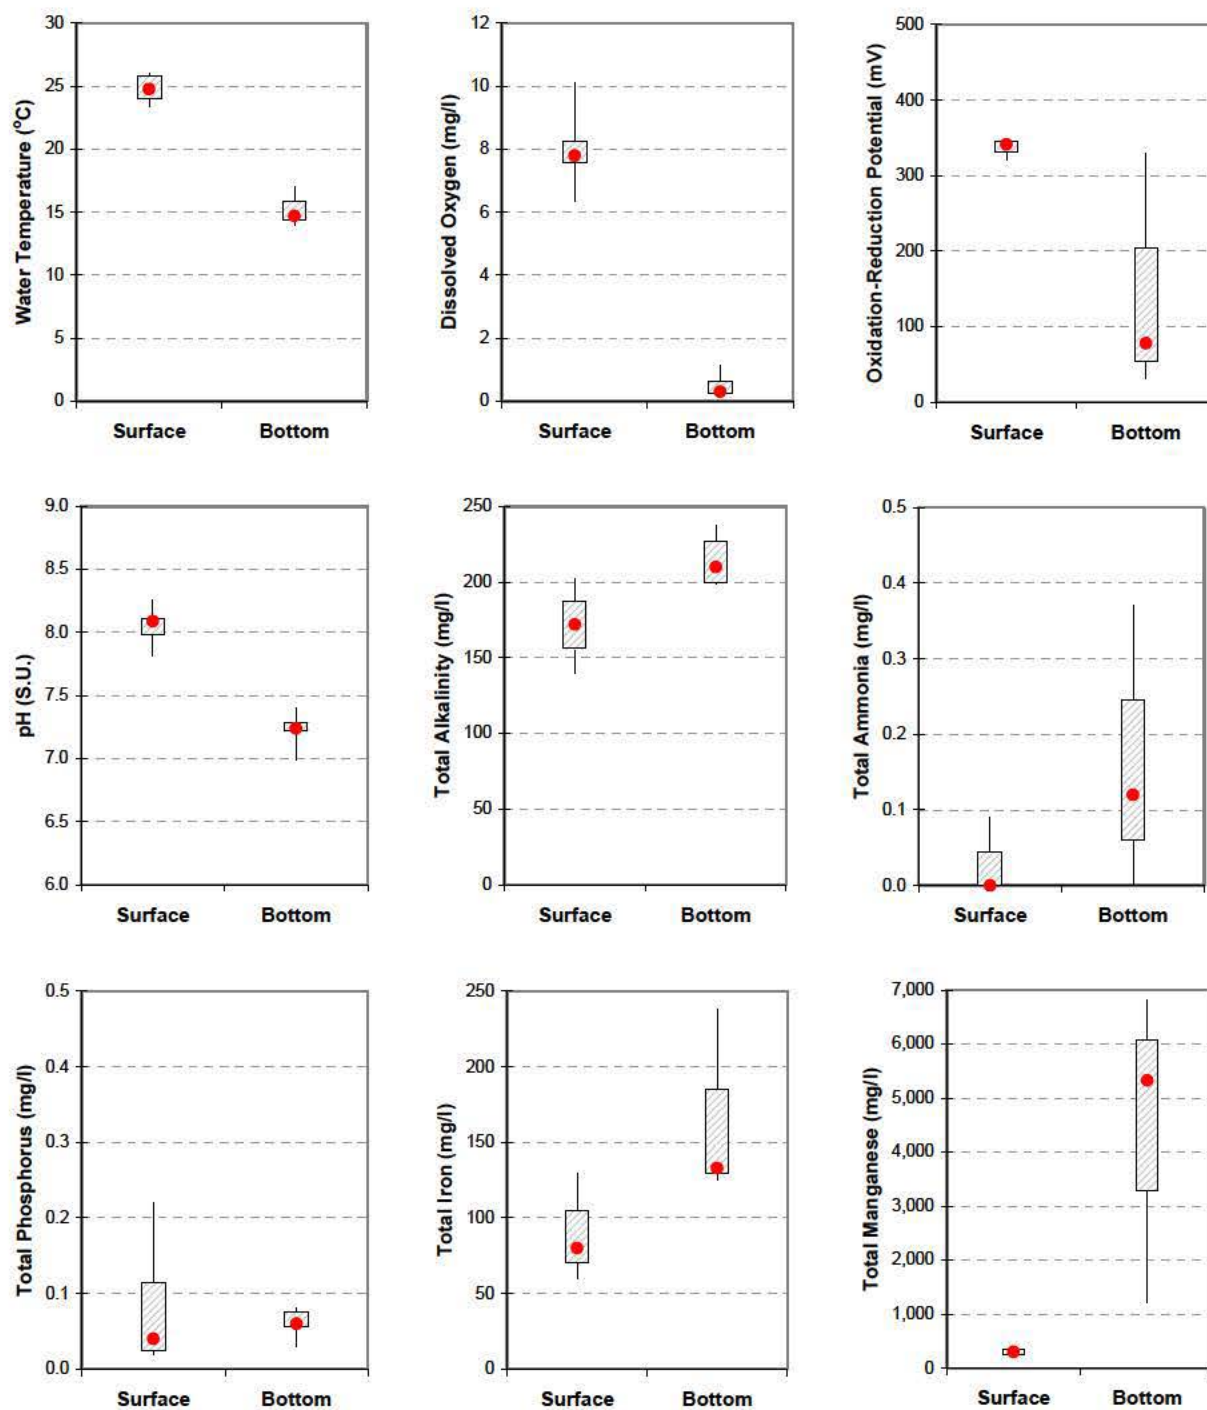 Water Temperature (°C)
30
25
20
15
10
5
0
Surface
Bottom
Dissolved Oxygen (mg/l)
12
10
8
6
4
2
0
Surface
Bottom
Oxidation-Reduction Potential (mV)
500
400
300
200
100
0
Surface
Bottom
pH (S.U.)
9.0
8.5
8.0
7.5
7.0
6.5
6.0
Surface
Bottom
Total Alkalinity (mg/l)
250
200
150
100
50
0
Surface
Bottom
Total Ammonia (mg/l)
0.5
0.4
0.3
0.2
0.1
0.0
Surface
Bottom
Total Phosphorus (mg/l)
0.5
0.4
0.3
0.2
0.1
0.0
Surface
Bottom
Total Iron (mg/l)
250
200
150
100
50
0
Surface
Bottom
Total Manganese (mg/l)
7,000
6,000
5,000
4,000
3,000
2,000
1,000
0
Surface
Bottom